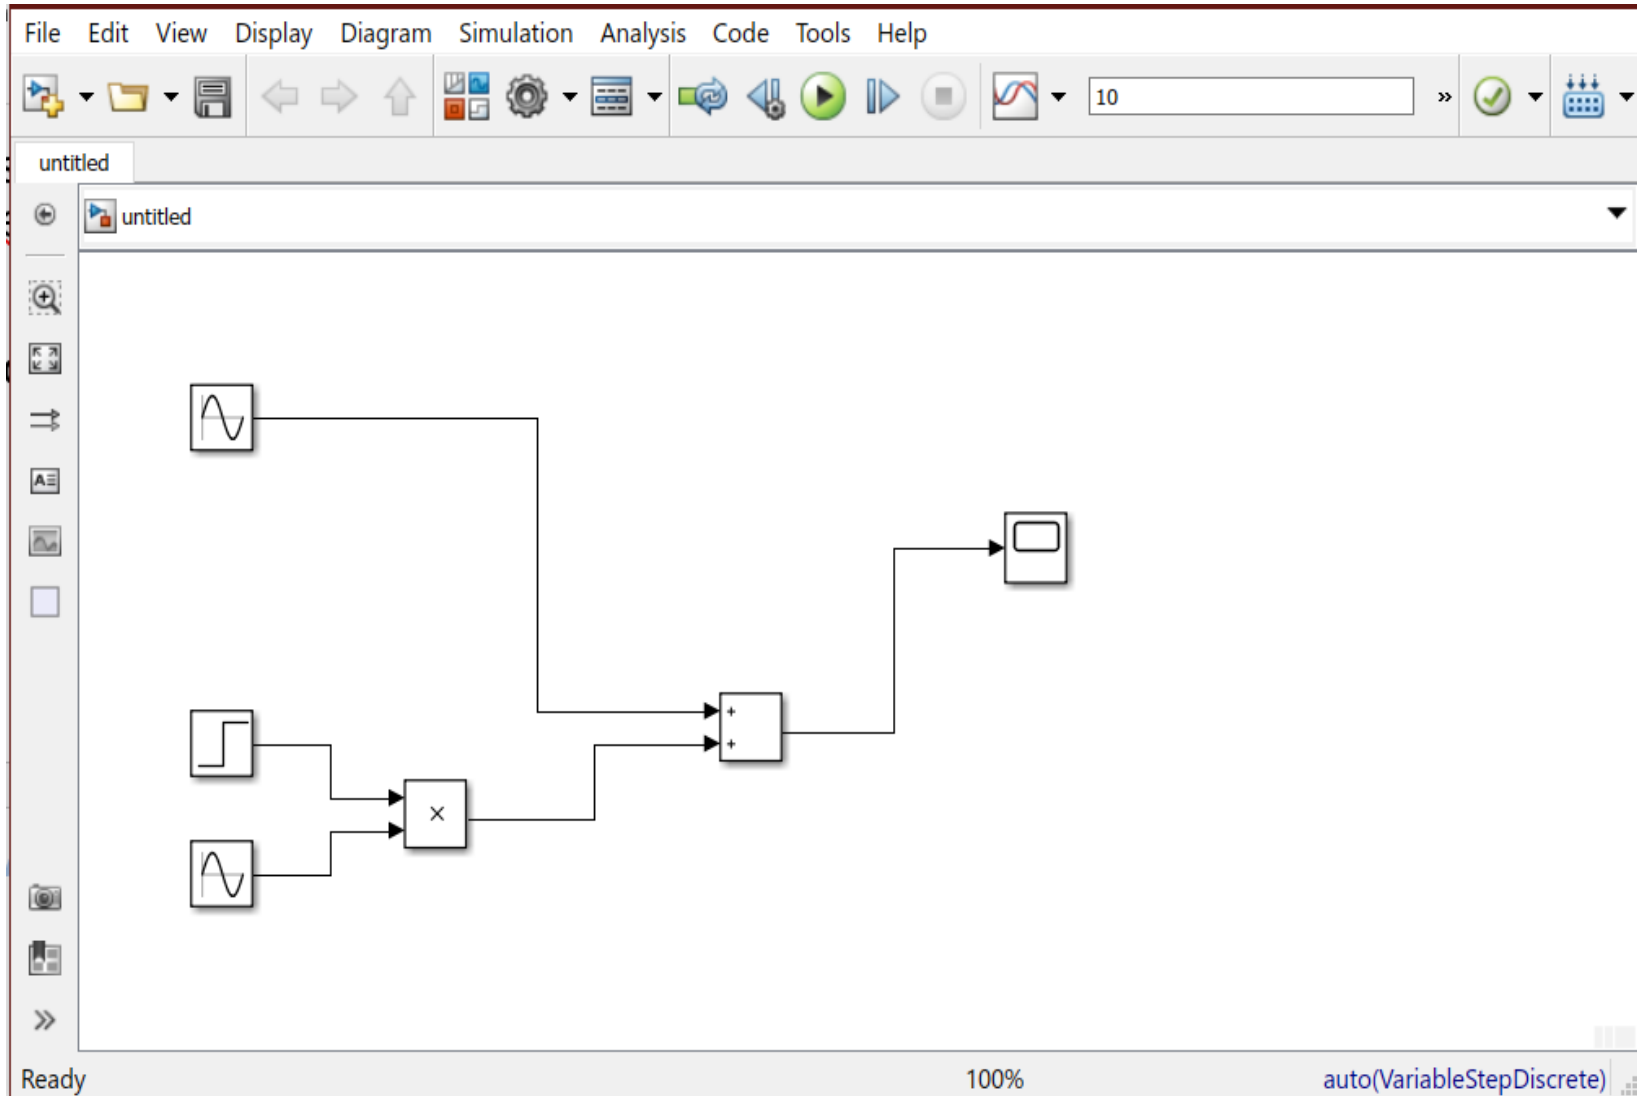 File Edit View Display Diagram Simulation Analysis Code Tools Help
10 »
untitled
untitled
+
+
×
Ready 100% auto(VariableStepDiscrete)